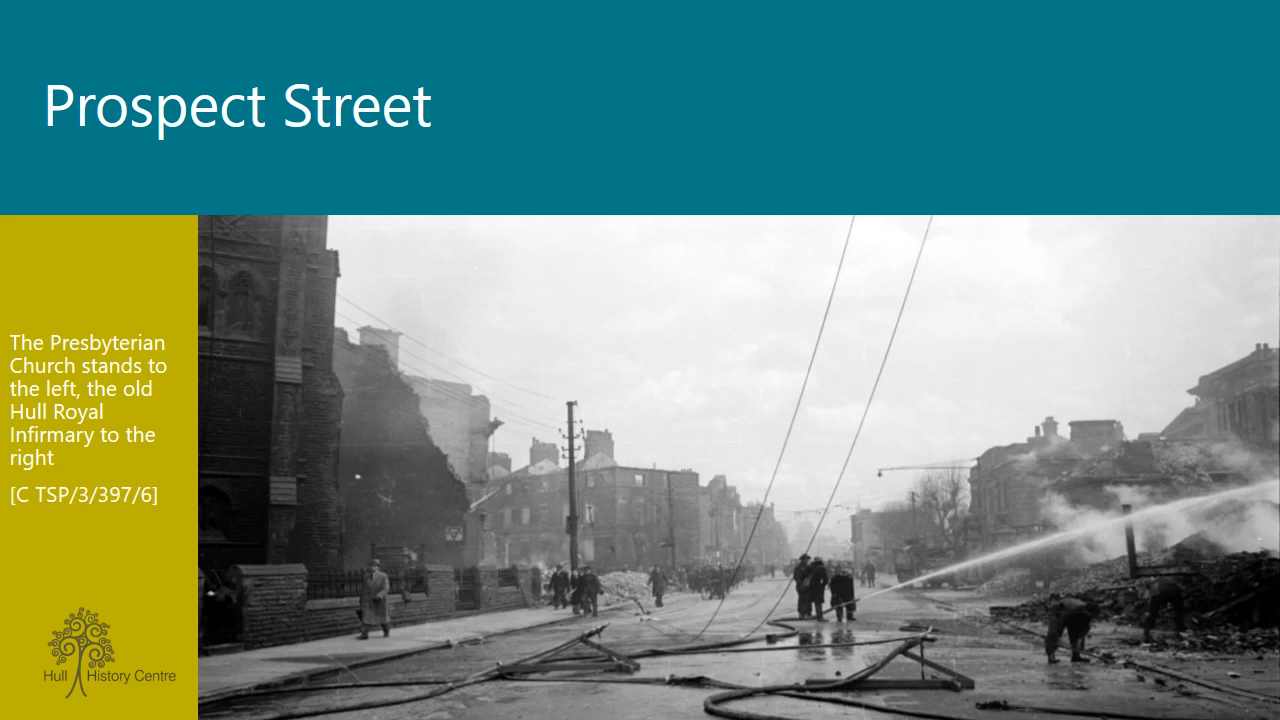 Prospect Street
The Presbyterian
Church stands to
the left, the old
Hull Royal
Infirmary to the
right
[C TSP/3/397/6]
Hull History Centre